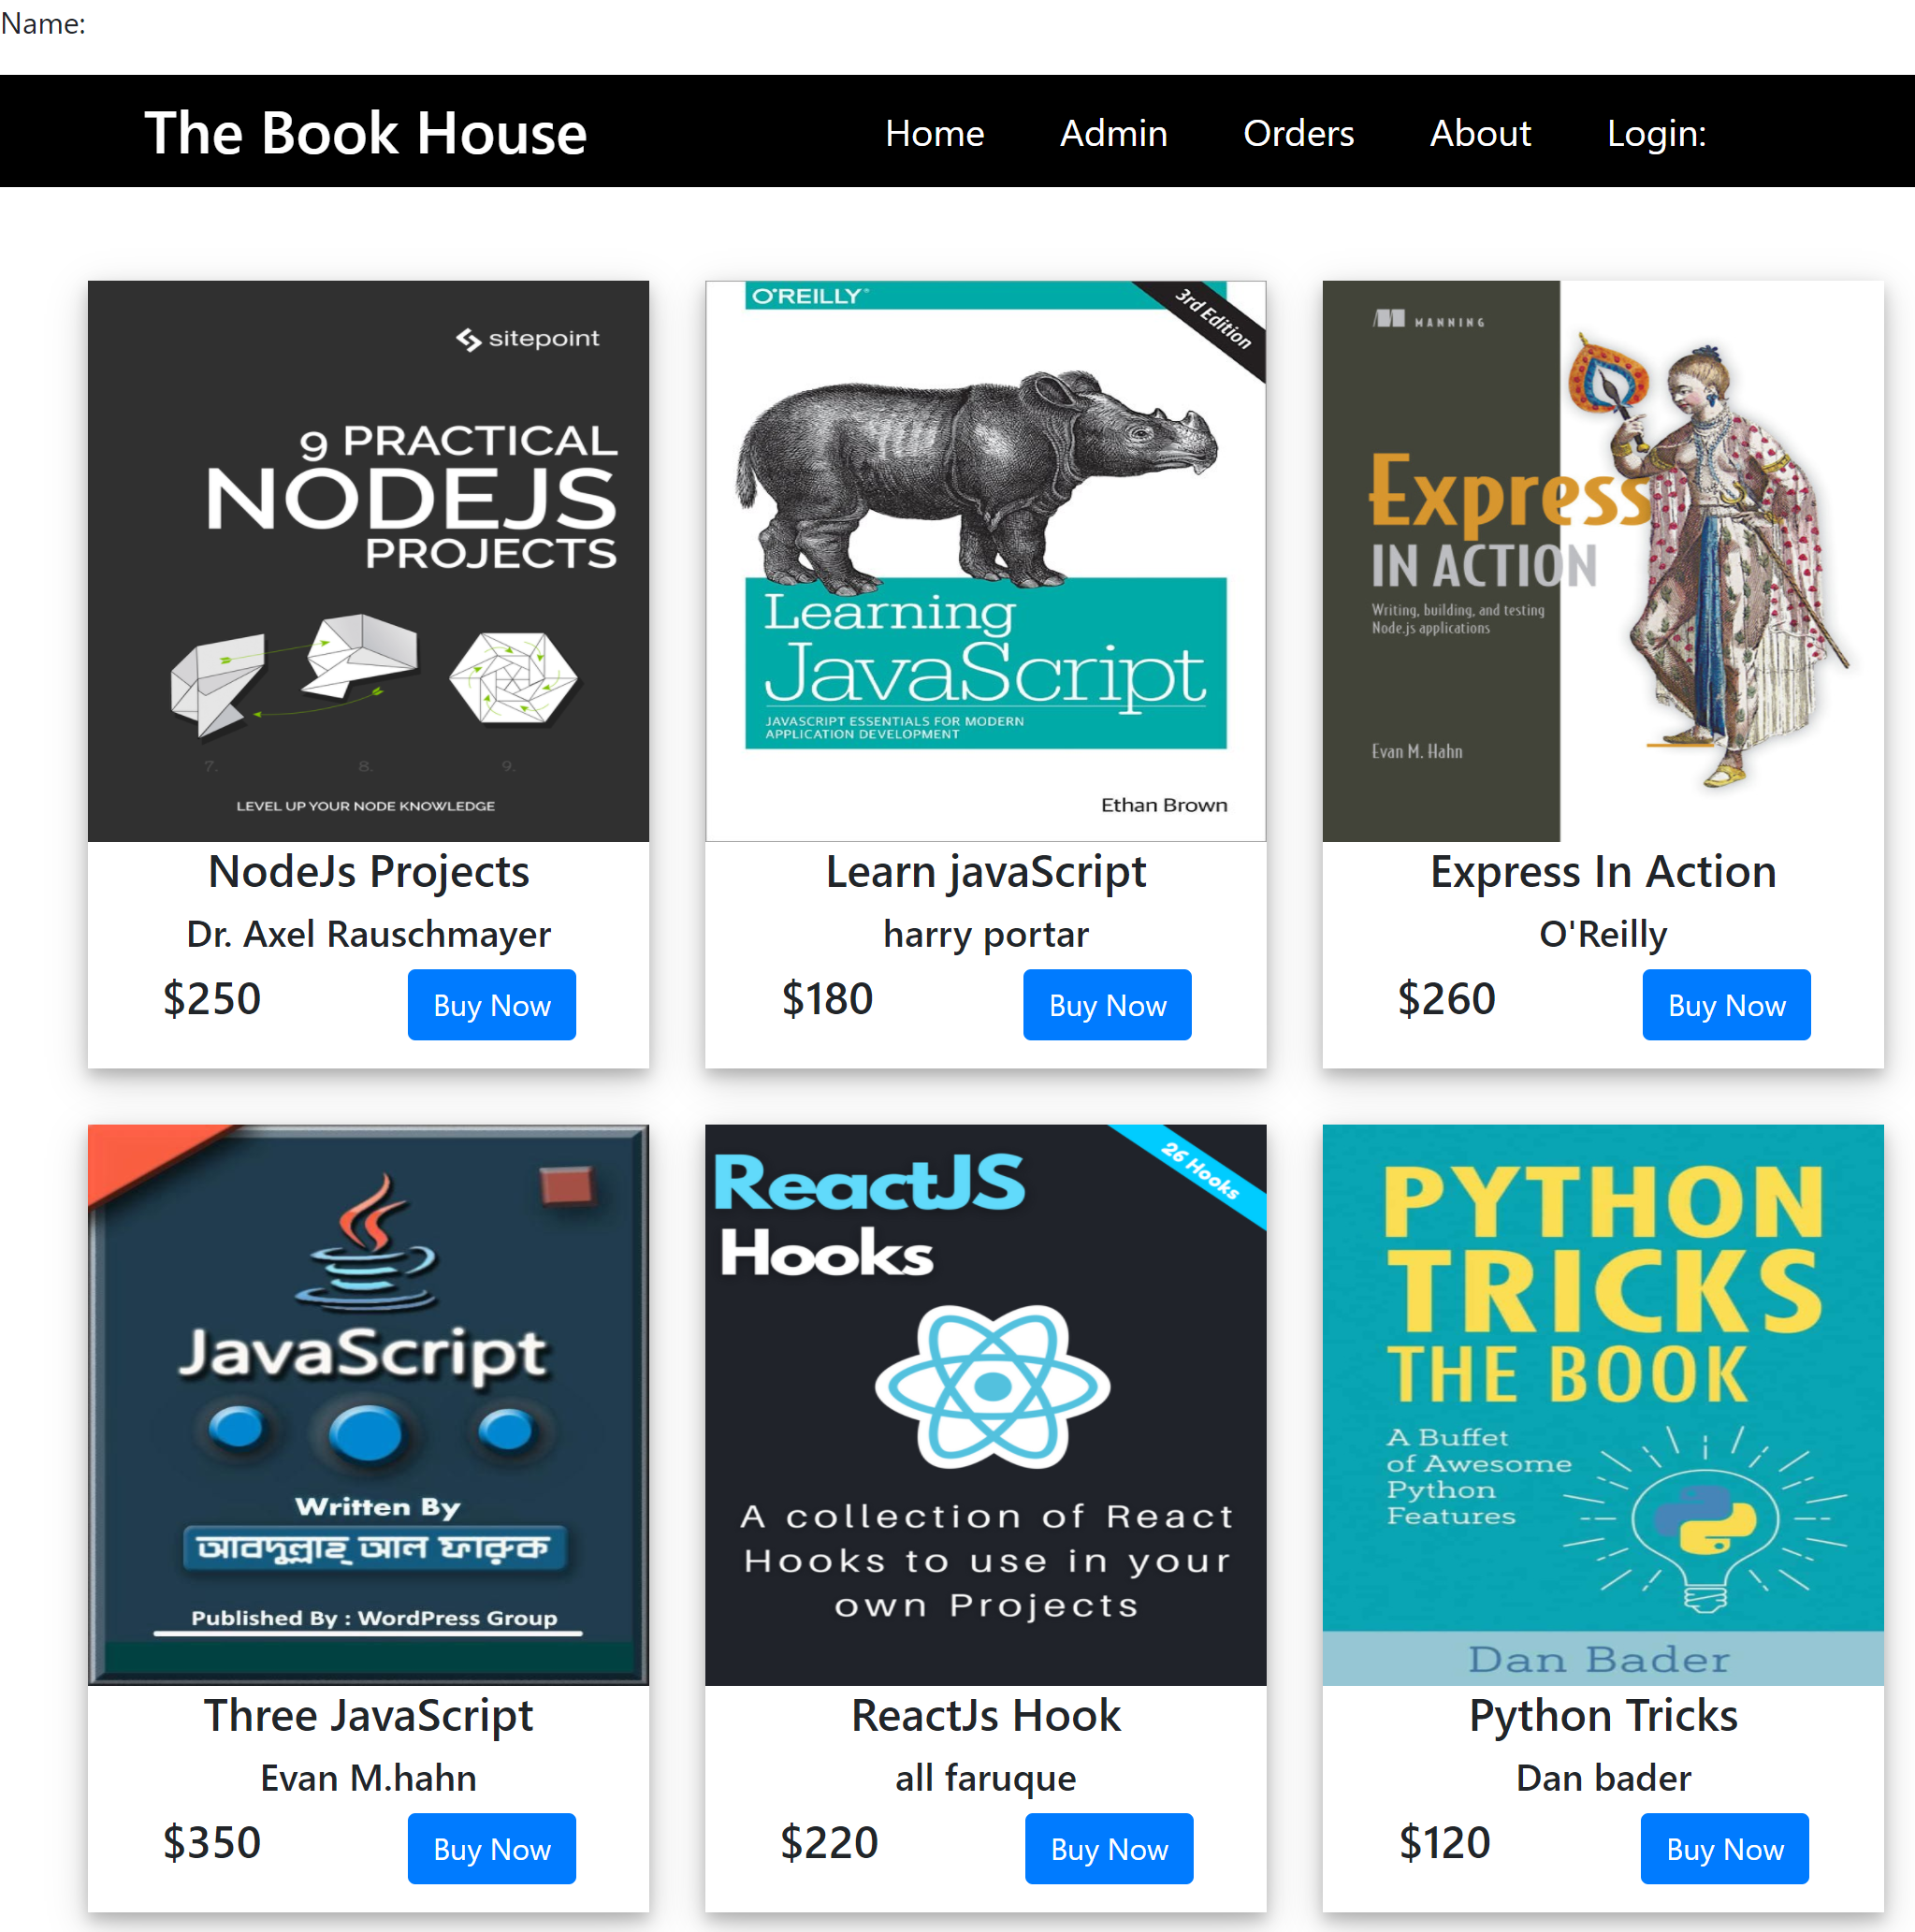 Name:
The Book House
Home Admin Orders About Login:
sitepoint
9 PRACTICAL
NODEJS
PROJECTS
7. 8. 9.
LEVEL UP YOUR NODE KNOWLEDGE
NodeJs Projects
Dr. Axel Rauschmayer
$250 Buy Now
O'REILLY®
3rd Edition
Learning
JavaScript
JAVASCRIPT ESSENTIALS FOR MODERN
APPLICATION DEVELOPMENT
Ethan Brown
Learn javaScript
harry portar
$180 Buy Now
MANNING
Express
IN ACTION
Writing, building, and testing
Node.js applications
Evan M. Hahn
Express In Action
O'Reilly
$260 Buy Now
JavaScript
Written By
আবদুল্লাহ আল ফারুক
Published By : WordPress Group
Three JavaScript
Evan M.hahn
$350 Buy Now
ReactJS
Hooks
26 Hooks
A collection of React
Hooks to use in your
own Projects
ReactJs Hook
all faruque
$220 Buy Now
PYTHON
TRICKS
THE BOOK
A Buffet
of Awesome
Python
Features
Dan Bader
Python Tricks
Dan bader
$120 Buy Now